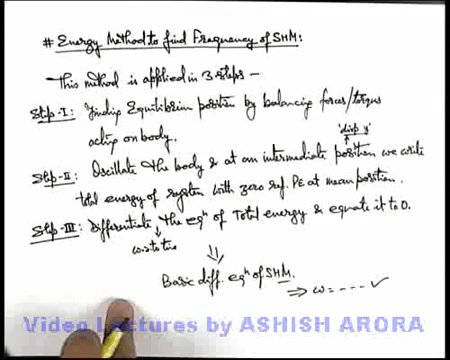 # Energy Method to find Frequency of SHM:
This method is applied in 3 steps —
Step-I: Finding Equilibrium position by balancing forces/torques
acting on body.
'disp y'
Step-II: Oscillate the body & at an intermediate position we write
total energy of system with zero ref. PE at mean position.
Step-III: Differentiate the eqⁿ of Total energy & equate it to 0.
w.r.to time
⇓
Basic diff. eqⁿ of SHM.
⇒ ω = ---- ✓
Video Lectures by ASHISH ARORA